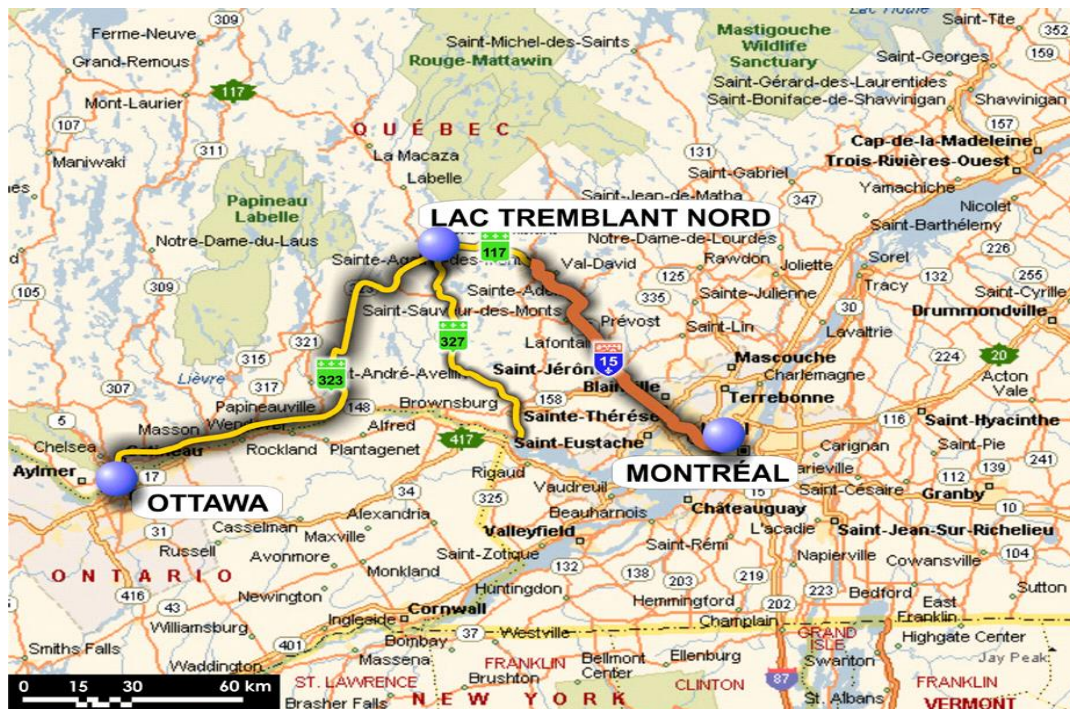 309
Ferme-Neuve
Grand-Remous
117
Mont-Laurier
107
311
Maniwaki
QUÉBEC
La Macaza
Labelle
Saint-Michel-des-Saints
Rouge-Mattawin
Mastigouche
Wildlife
Sanctuary
Saint-Tite
352
159
Saint-Georges
Saint-Gérard-des-Laurentides
Saint-Boniface-de-Shawinigan
Shawinigan
157
Cap-de-la-Madeleine
Trois-Rivières-Ouest
131
Saint-Gabriel
Yamachiche
Saint-Jean-de-Matha
347
Nicolet
Papineau
Labelle
LAC TREMBLANT NORD
Saint-Barthélemy
Notre-Dame-du-Laus
Notre-Dame-de-Lourdes
226
117
Val-David
Rawdon
Joliette
Sorel
132
255
105
309
125
Tracy
Saint-Cyrille
335
Sainte-Julienne
30
Drummondville
Saint-Sauveur-des-Monts
Prévost
Saint-Lin
Lavaltrie
321
327
Lafontai
Mascouche
224
20
315
323
15
Saint-Jérôn
Charlemagne
Acton
Vale
Lièvre
t-André-Avellin
Terrebonne
307
317
158
Papineauville
148
Brownsburg
Sainte-Thérèse
116
Saint-Hyacinthe
5
Masson
Alfred
Chelsea
Rockland
Plantagenet
417
Saint-Eustache
Carignan
Saint-Pie
Aylmer
17
Rigaud
MONTRÉAL
139
241
OTTAWA
34
325
Vaudreuil
15
Saint-Césaire
Granby
Beauharnois
Châteauguay
10
31
Casselman
Alexandria
L'acadie
Saint-Jean-Sur-Richelieu
Russell
Maxville
Valleyfield
Saint-Rémi
Avonmore
Saint-Zotique
Napierville
Cowansville
104
ONTARIO
Monkland
132
138
203
219
223
Bedford
Sutton
416
Newington
Huntingdon
209
202
East
Franklin
43
Cornwall
Hemmingford
Williamsburg
Ingleside
Champlain
401
Bombay
37
Westville
GRAND
ISLE
Highgate Center
Smiths Falls
Waddington
Massena
FRANKLIN
Bellmont
Center
Ellenburg
Swanton
Jay Peak
0 15 30 60 km
ST. LAWRENCE
Brushton
CLINTON
87
FRANKLIN
Brasher Falls
NEW YORK
St. Albans
VERMONT